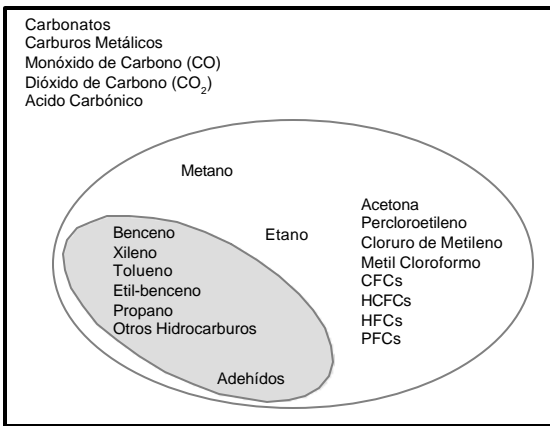 Carbonatos
Carburos Metálicos
Monóxido de Carbono (CO)
Dióxido de Carbono (CO₂)
Acido Carbónico
Metano
Etano
Benceno
Xileno
Tolueno
Etil-benceno
Propano
Otros Hidrocarburos
Adehídos
Acetona
Percloroetileno
Cloruro de Metileno
Metil Cloroformo
CFCs
HCFCs
HFCs
PFCs